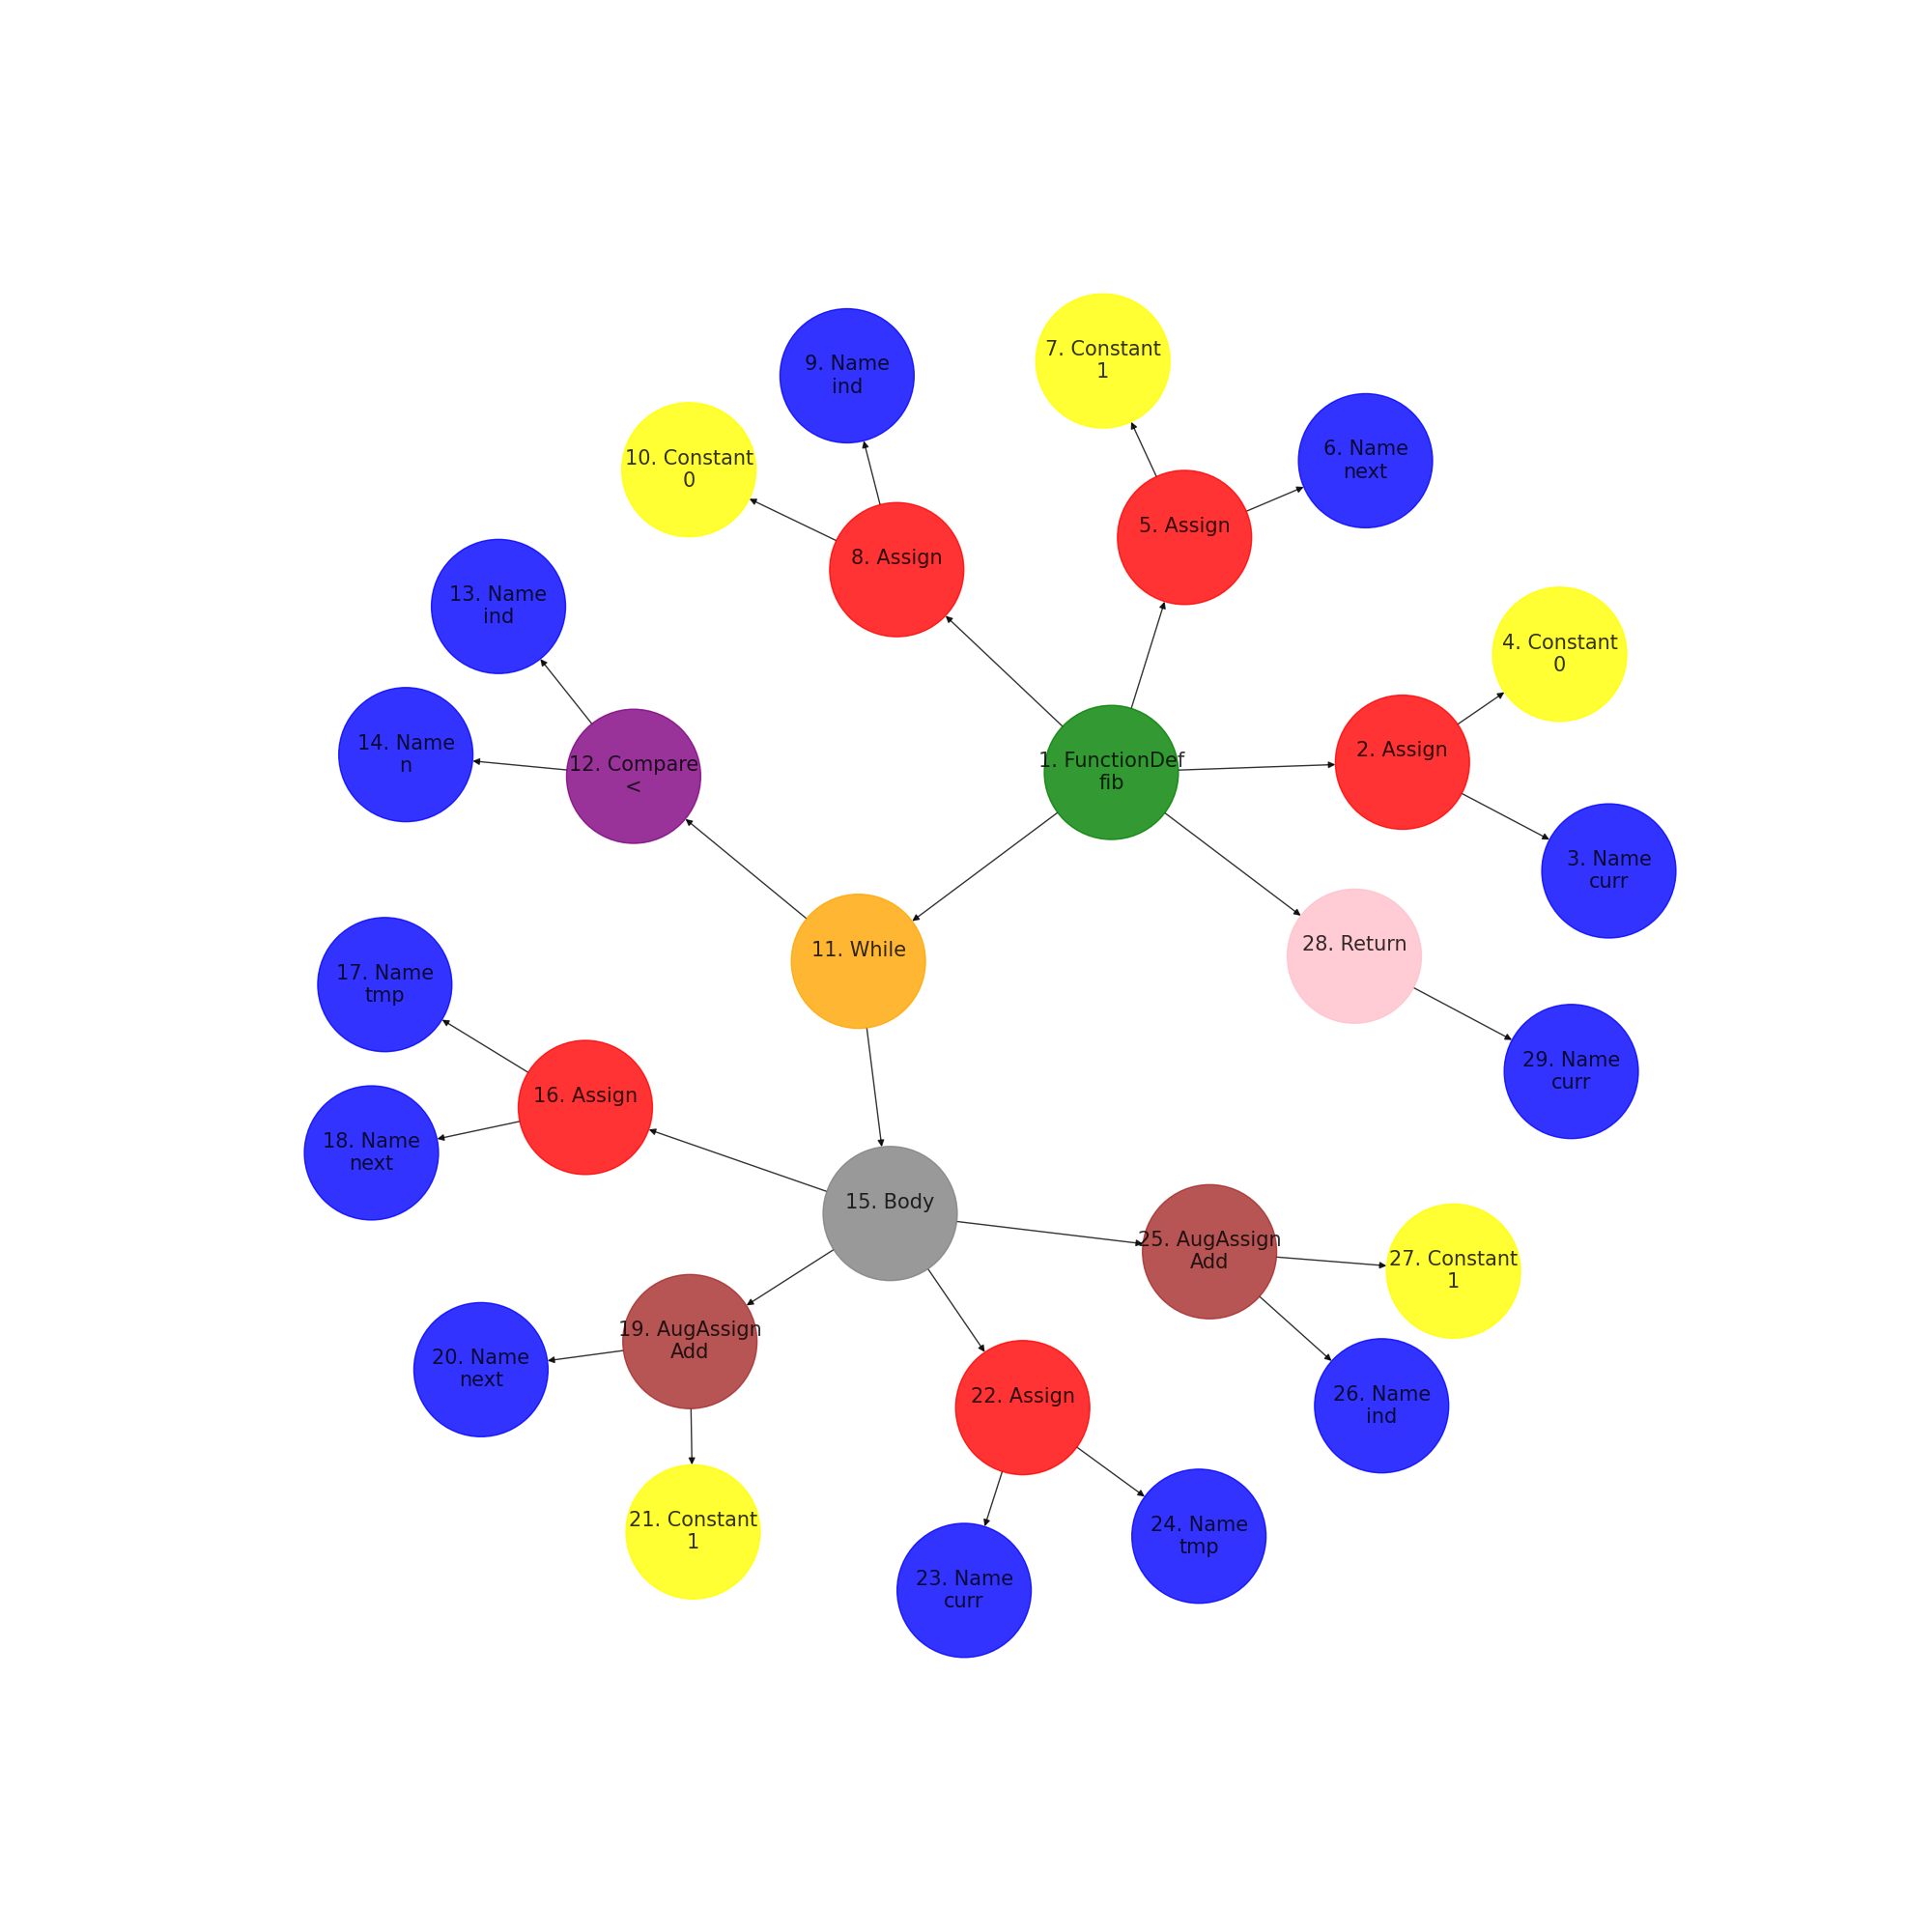 1. FunctionDef
fib
2. Assign
3. Name
curr
4. Constant
0
5. Assign
6. Name
next
7. Constant
1
8. Assign
9. Name
ind
10. Constant
0
11. While
12. Compare
<
13. Name
ind
14. Name
n
15. Body
16. Assign
17. Name
tmp
18. Name
next
19. AugAssign
Add
20. Name
next
21. Constant
1
22. Assign
23. Name
curr
24. Name
tmp
25. AugAssign
Add
26. Name
ind
27. Constant
1
28. Return
29. Name
curr